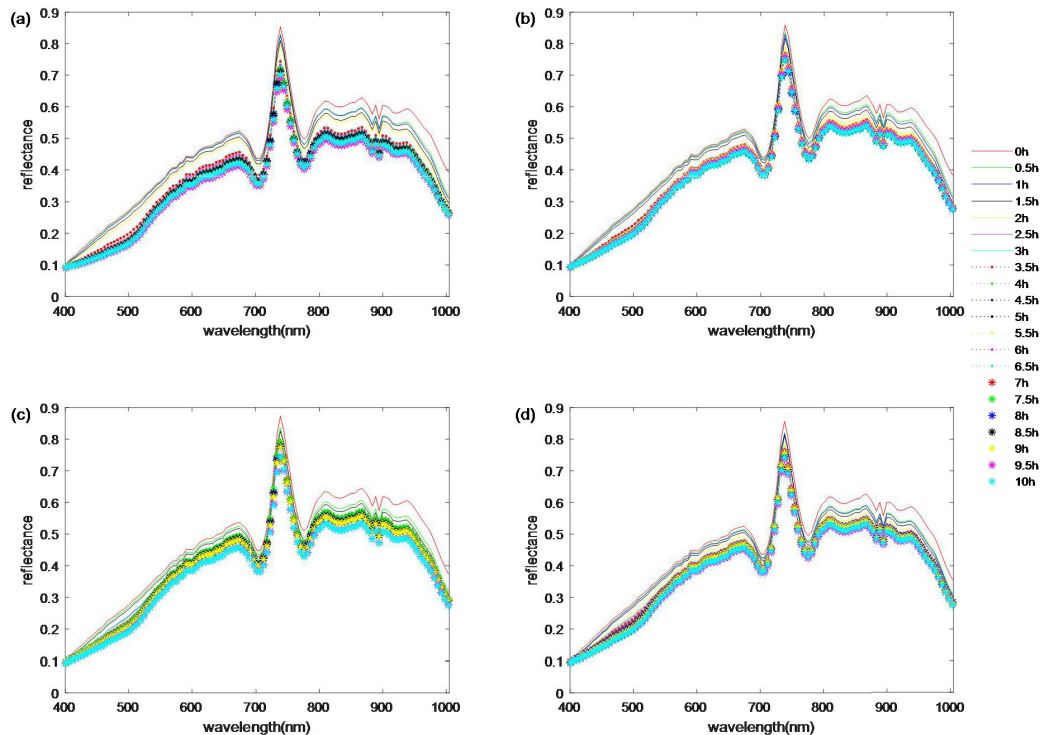 (a)
0.9
0.8
0.7
0.6
0.5
0.4
0.3
0.2
0.1
0
reflectance
400 500 600 700 800 900 1000
wavelength(nm)
(b)
0.9
0.8
0.7
0.6
0.5
0.4
0.3
0.2
0.1
0
reflectance
400 500 600 700 800 900 1000
wavelength(nm)
(c)
0.9
0.8
0.7
0.6
0.5
0.4
0.3
0.2
0.1
0
reflectance
400 500 600 700 800 900 1000
wavelength(nm)
(d)
0.9
0.8
0.7
0.6
0.5
0.4
0.3
0.2
0.1
0
reflectance
400 500 600 700 800 900 1000
wavelength(nm)
0h
0.5h
1h
1.5h
2h
2.5h
3h
3.5h
4h
4.5h
5h
5.5h
6h
6.5h
7h
7.5h
8h
8.5h
9h
9.5h
10h